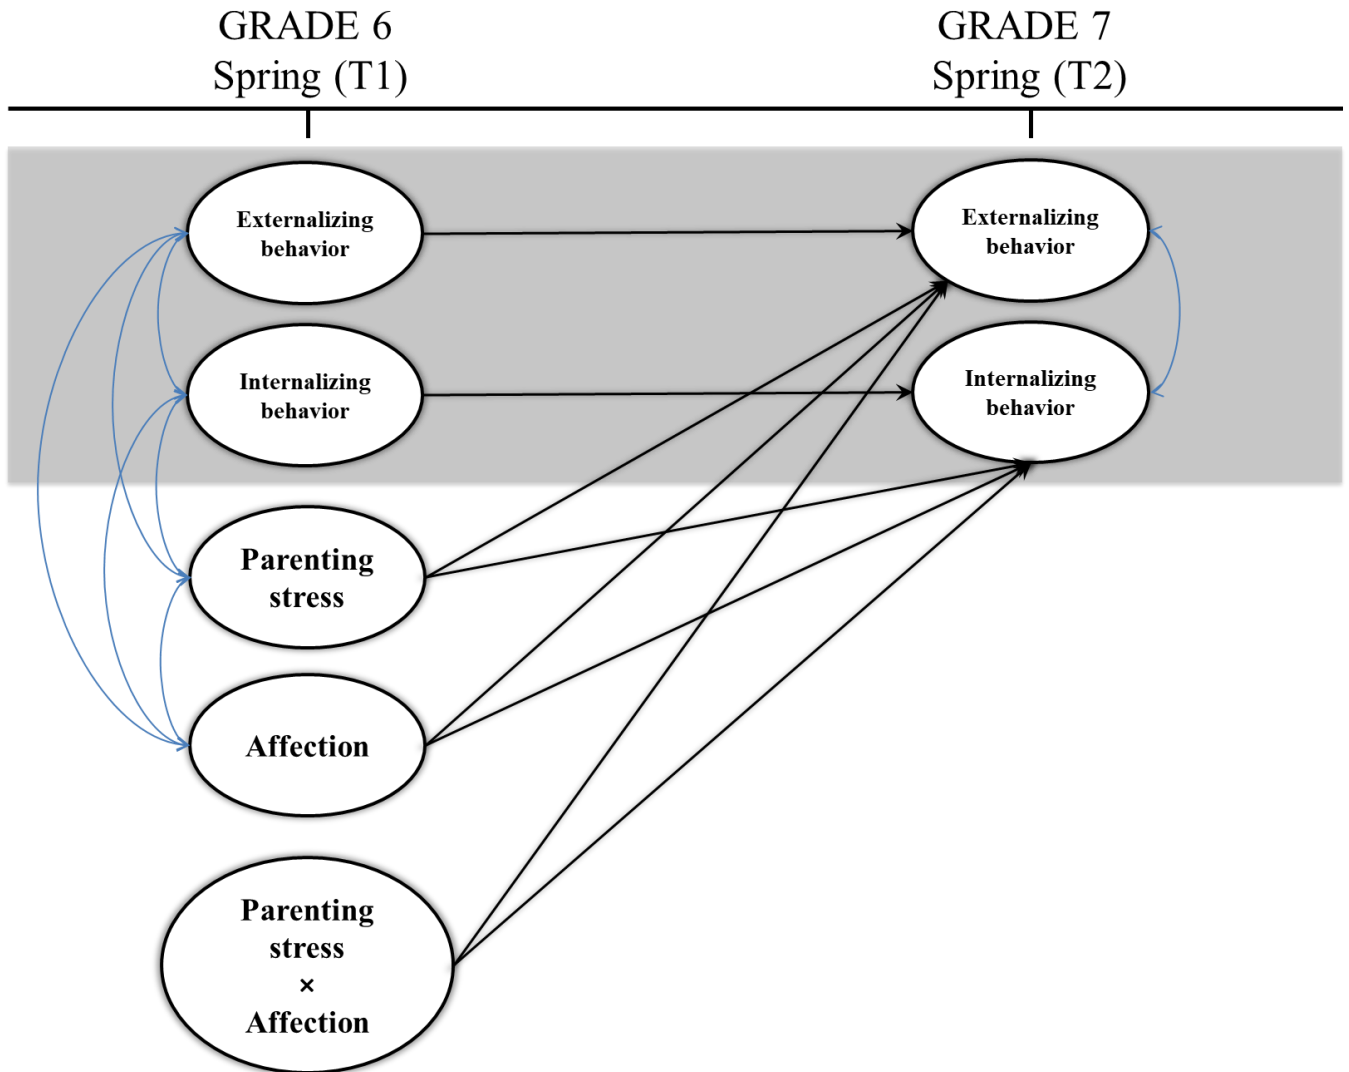 GRADE 6
Spring (T1)
GRADE 7
Spring (T2)
Externalizing
behavior
Externalizing
behavior
Internalizing
behavior
Internalizing
behavior
Parenting
stress
Affection
Parenting
stress
×
Affection